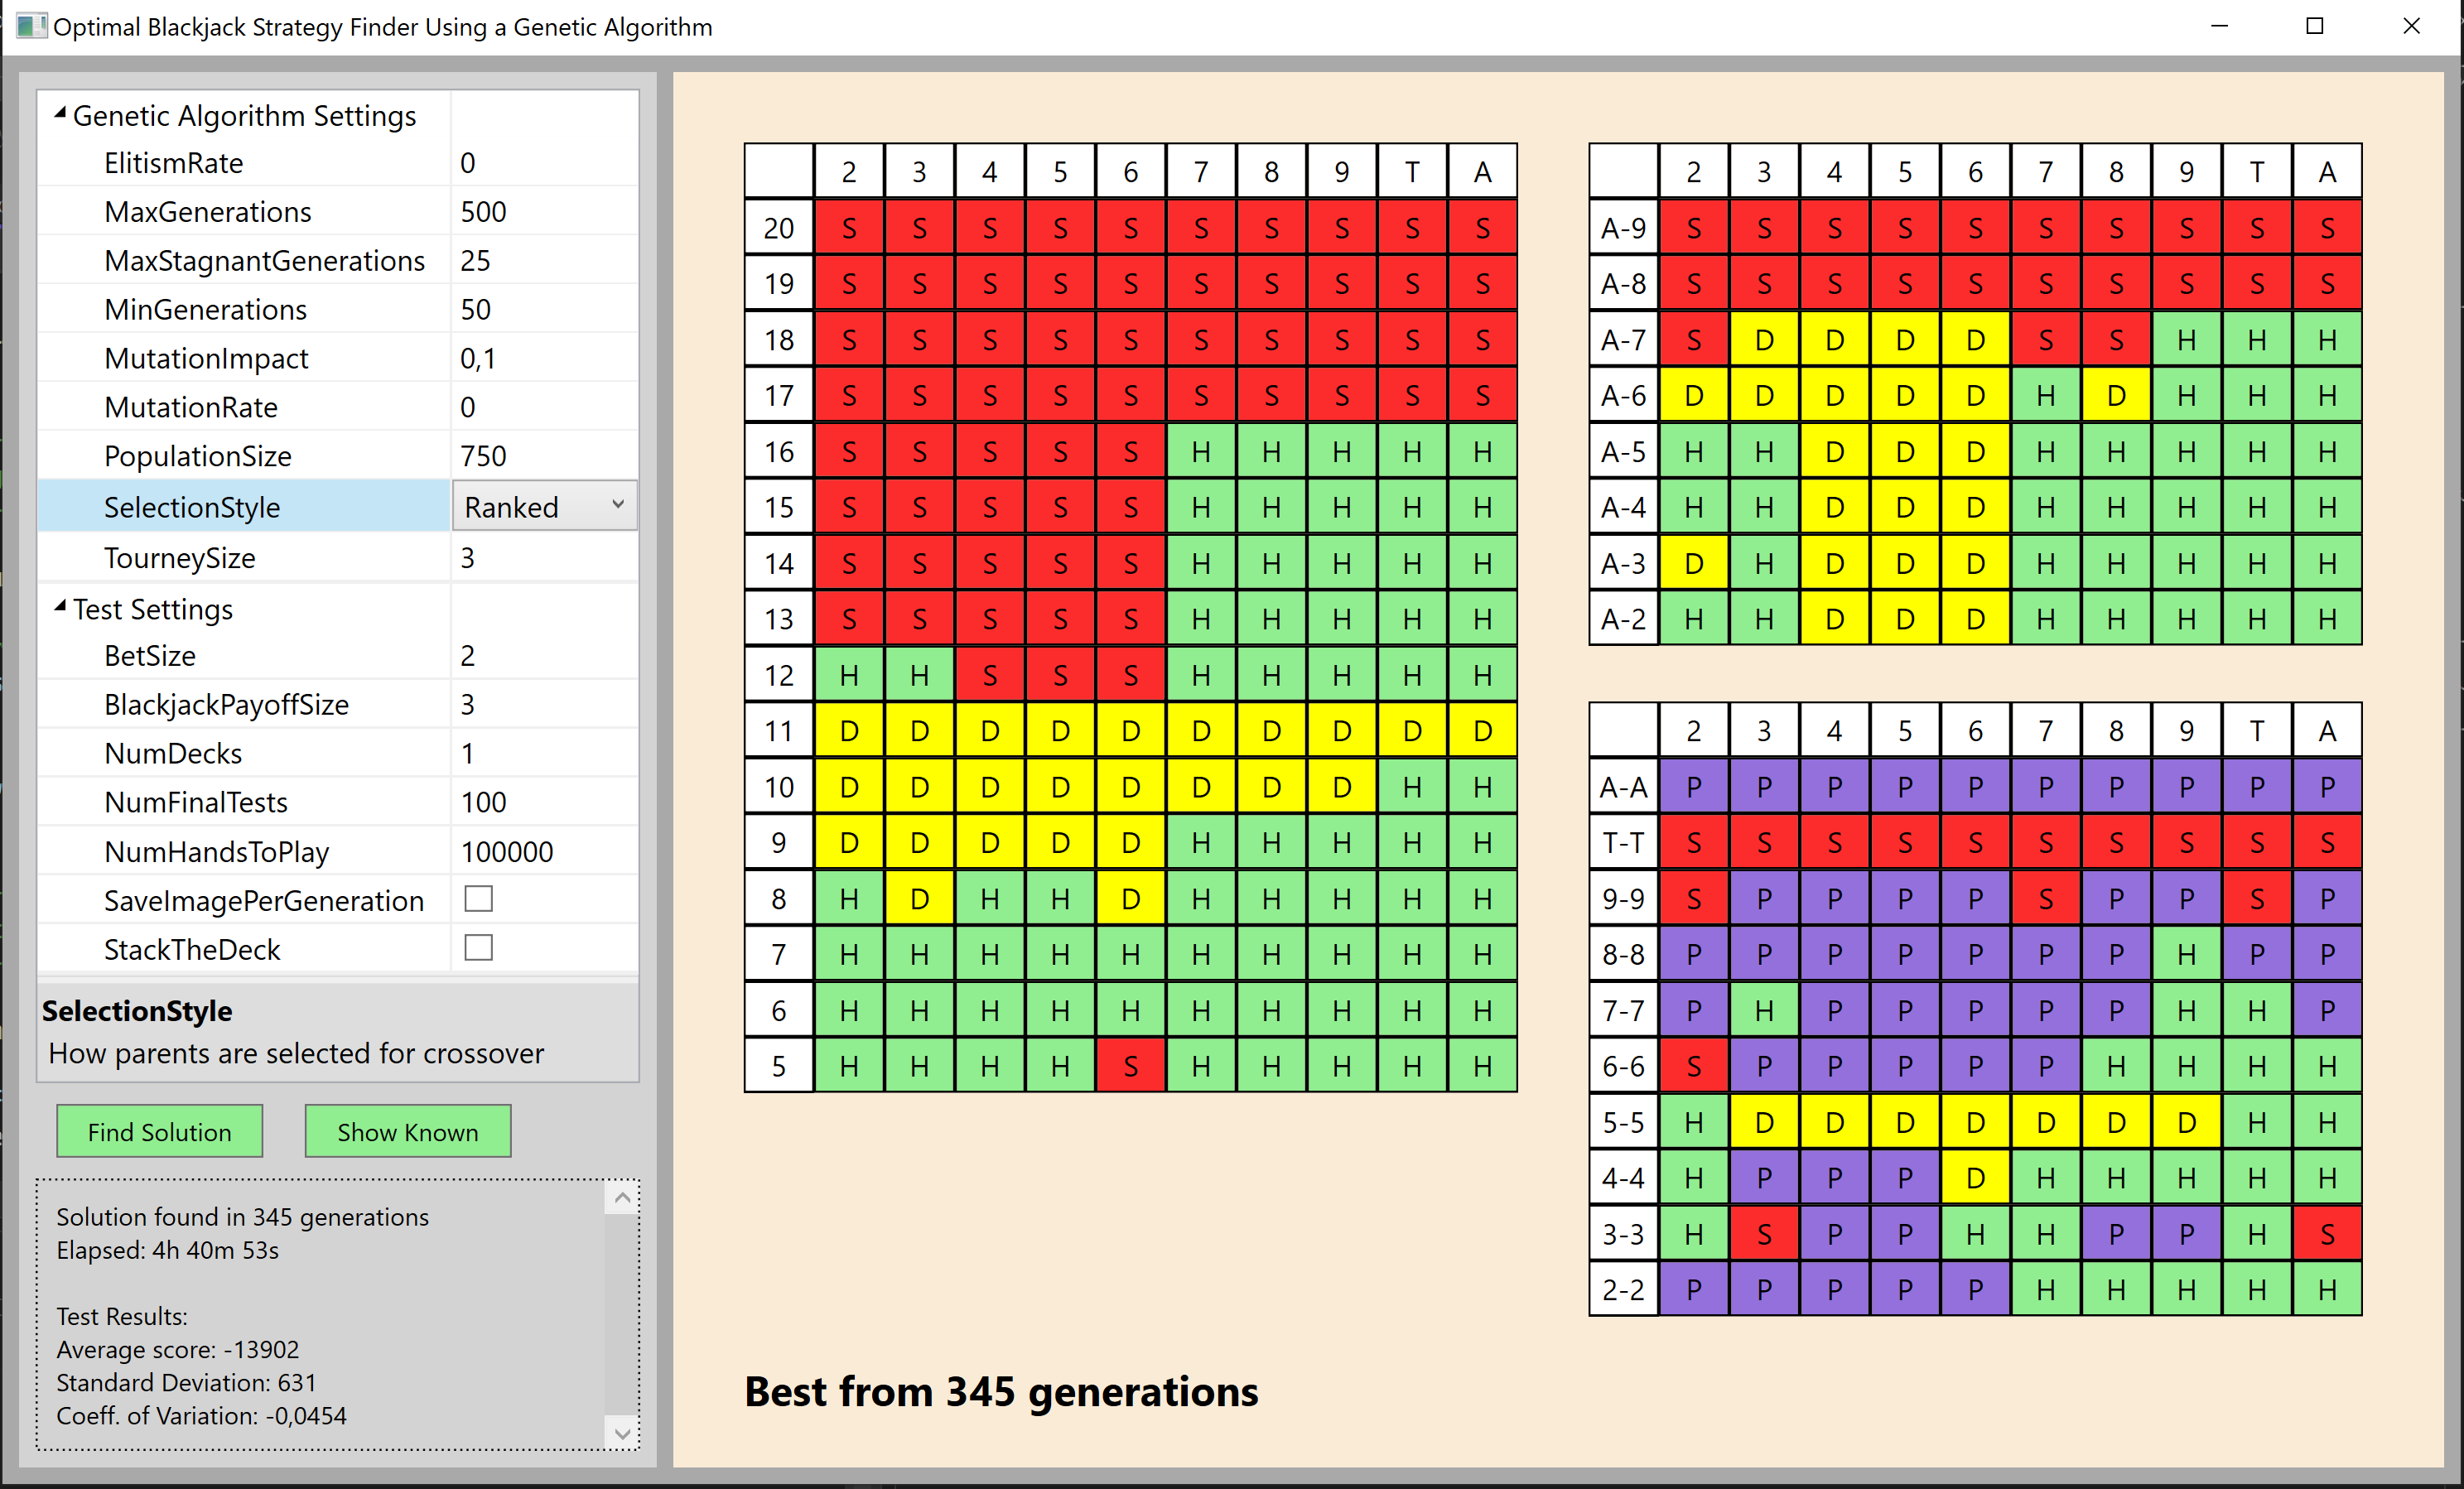 Optimal Blackjack Strategy Finder Using a Genetic Algorithm
Genetic Algorithm Settings
ElitismRate 0
MaxGenerations 500
MaxStagnantGenerations 25
MinGenerations 50
MutationImpact 0,1
MutationRate 0
PopulationSize 750
SelectionStyle Ranked
TourneySize 3
Test Settings
BetSize 2
BlackjackPayoffSize 3
NumDecks 1
NumFinalTests 100
NumHandsToPlay 100000
SaveImagePerGeneration
StackTheDeck
SelectionStyle
How parents are selected for crossover
Find Solution Show Known
Solution found in 345 generations
Elapsed: 4h 40m 53s
Test Results:
Average score: -13902
Standard Deviation: 631
Coeff. of Variation: -0,0454
2 3 4 5 6 7 8 9 T A
20 S S S S S S S S S S
19 S S S S S S S S S S
18 S S S S S S S S S S
17 S S S S S S S S S S
16 S S S S S H H H H H
15 S S S S S H H H H H
14 S S S S S H H H H H
13 S S S S S H H H H H
12 H H S S S H H H H H
11 D D D D D D D D D D
10 D D D D D D D D H H
9 D D D D D H H H H H
8 H D H H D H H H H H
7 H H H H H H H H H H
6 H H H H H H H H H H
5 H H H H S H H H H H
2 3 4 5 6 7 8 9 T A
A-9 S S S S S S S S S S
A-8 S S S S S S S S S S
A-7 S D D D D S S H H H
A-6 D D D D D H D H H H
A-5 H H D D D H H H H H
A-4 H H D D D H H H H H
A-3 D H D D D H H H H H
A-2 H H D D D H H H H H
2 3 4 5 6 7 8 9 T A
A-A P P P P P P P P P P
T-T S S S S S S S S S S
9-9 S P P P P S P P S P
8-8 P P P P P P P H P P
7-7 P H P P P P P H H P
6-6 S P P P P P H H H H
5-5 H D D D D D D D H H
4-4 H P P P D H H H H H
3-3 H S P P H H P P H S
2-2 P P P P P H H H H H
Best from 345 generations